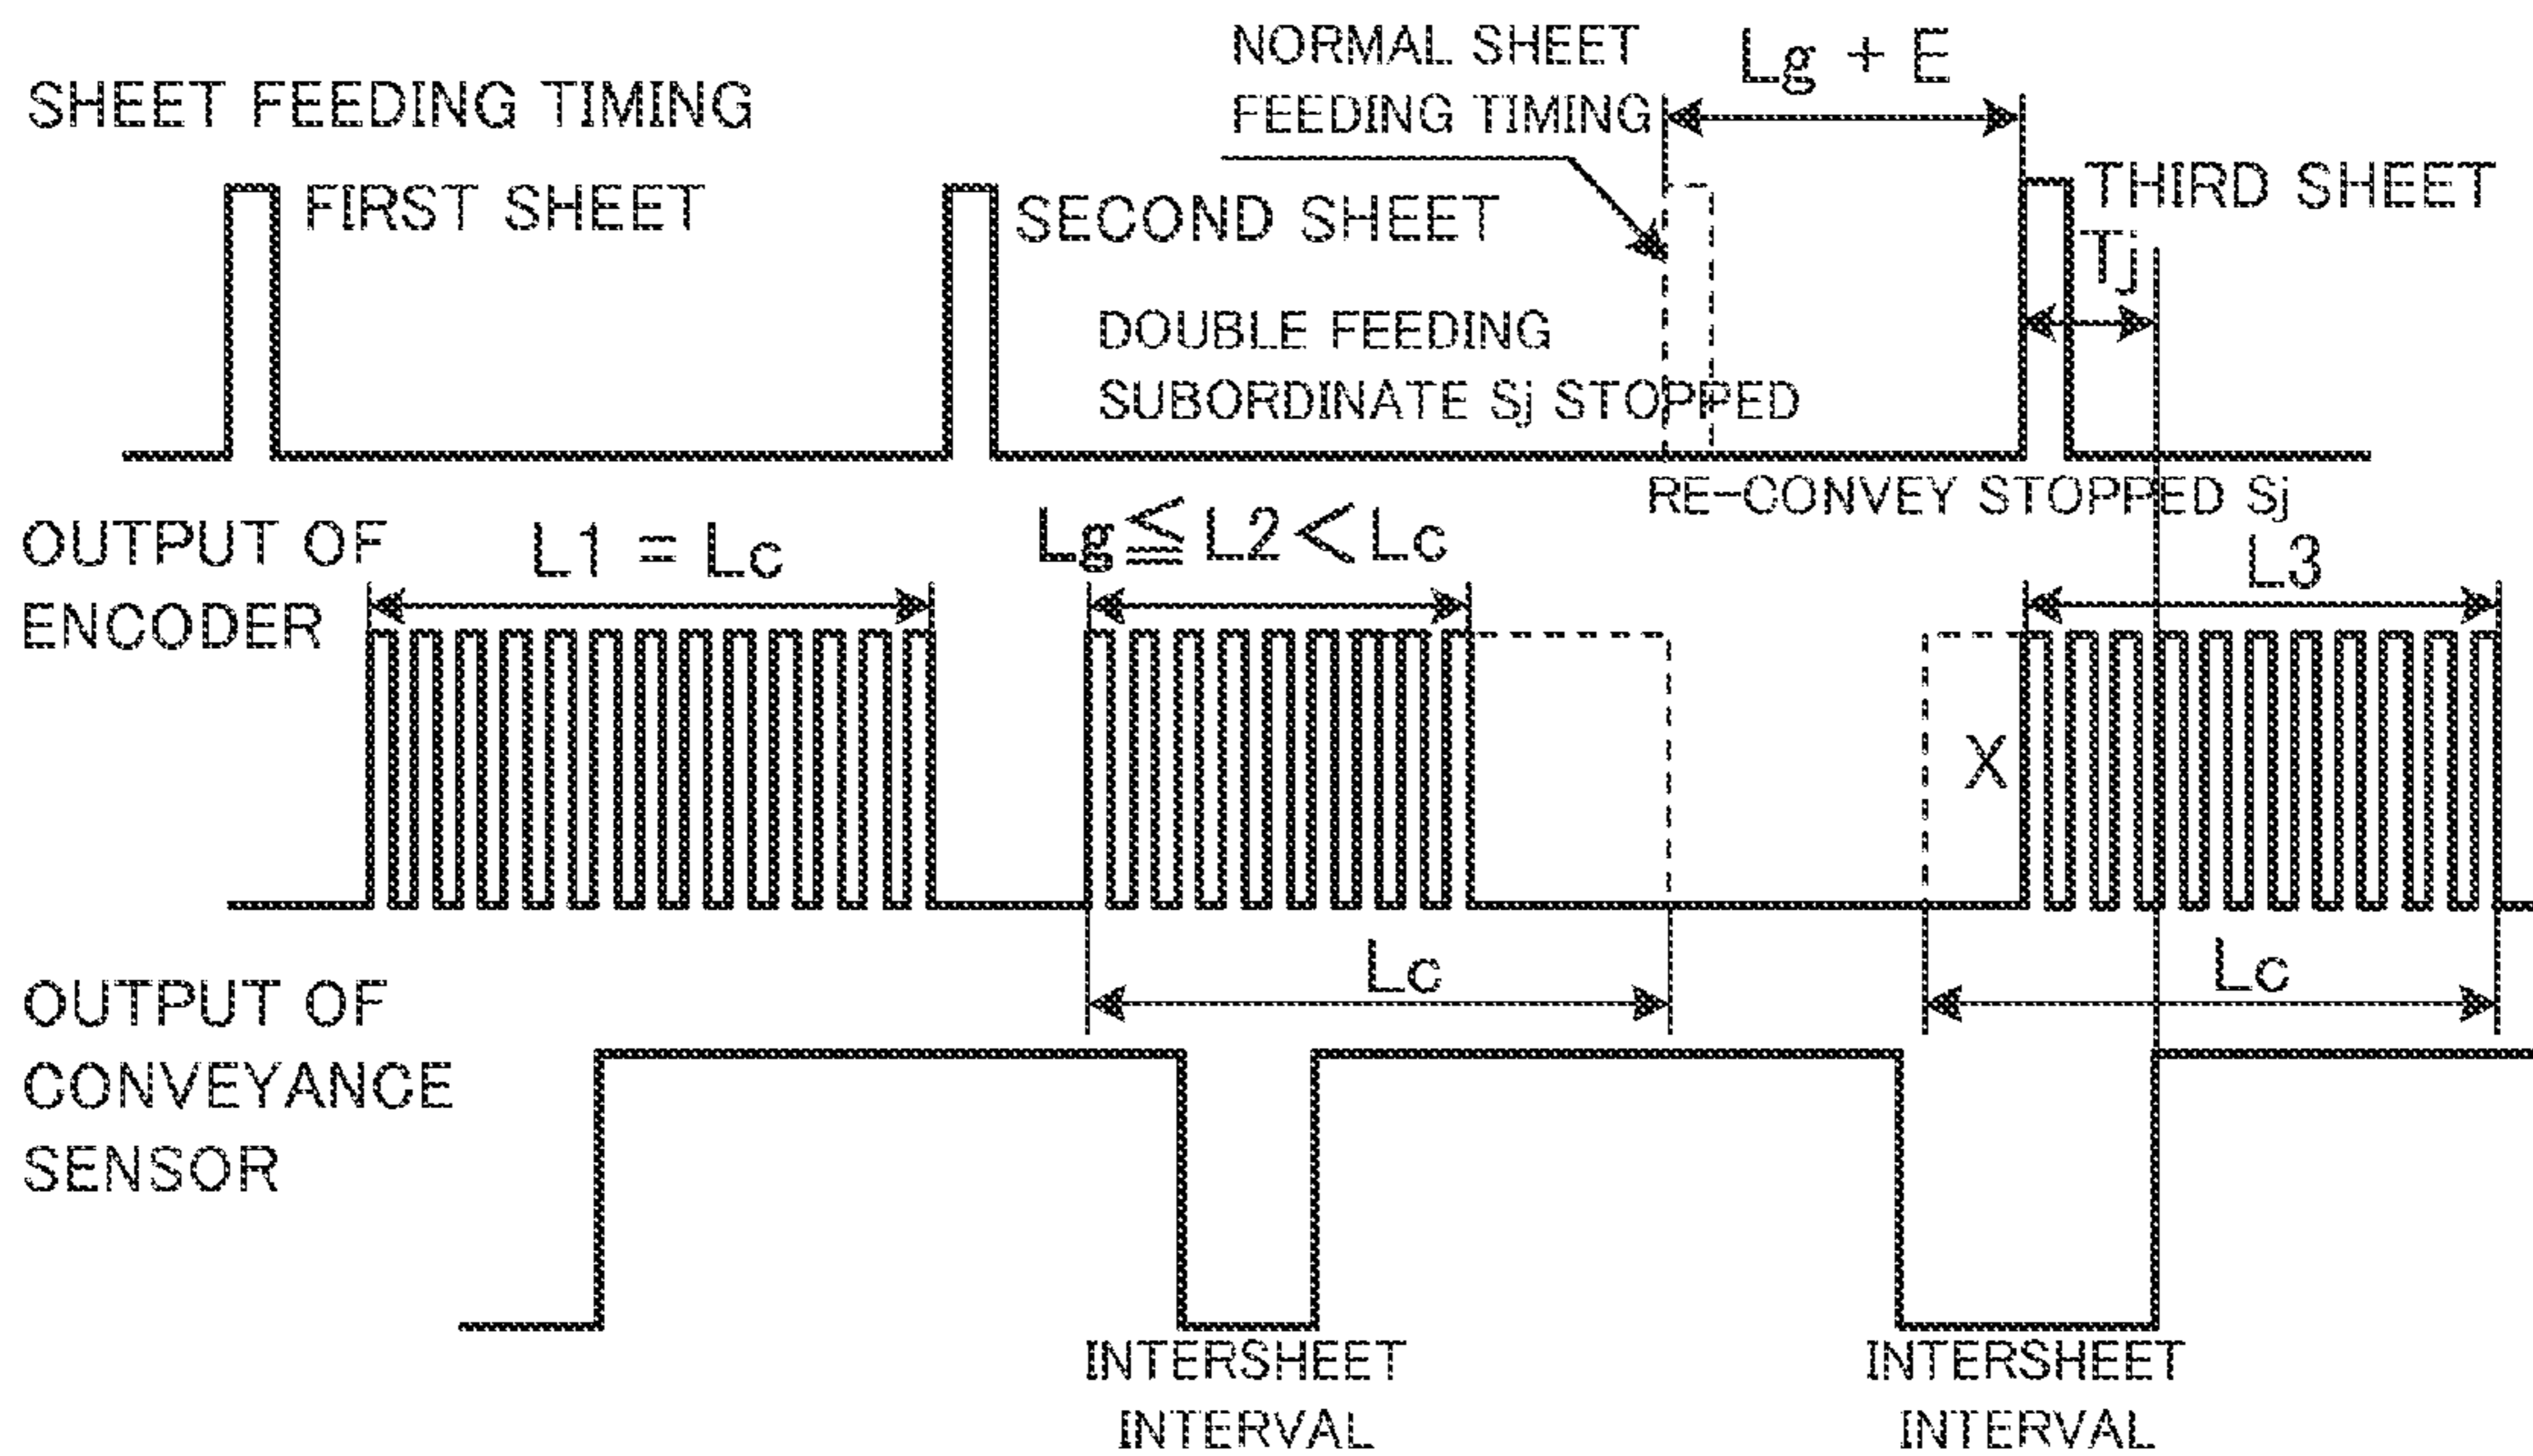 NORMAL SHEET
FEEDING TIMING
Lg + E
SHEET FEEDING TIMING
FIRST SHEET
SECOND SHEET
THIRD SHEET
Tj
DOUBLE FEEDING
SUBORDINATE Sj STOPPED
RE-CONVEY STOPPED Sj
OUTPUT OF
ENCODER
L1 = Lc
Lg≦L2<Lc
L3
X
Lc
Lc
OUTPUT OF
CONVEYANCE
SENSOR
INTERSHEET
INTERVAL
INTERSHEET
INTERVAL